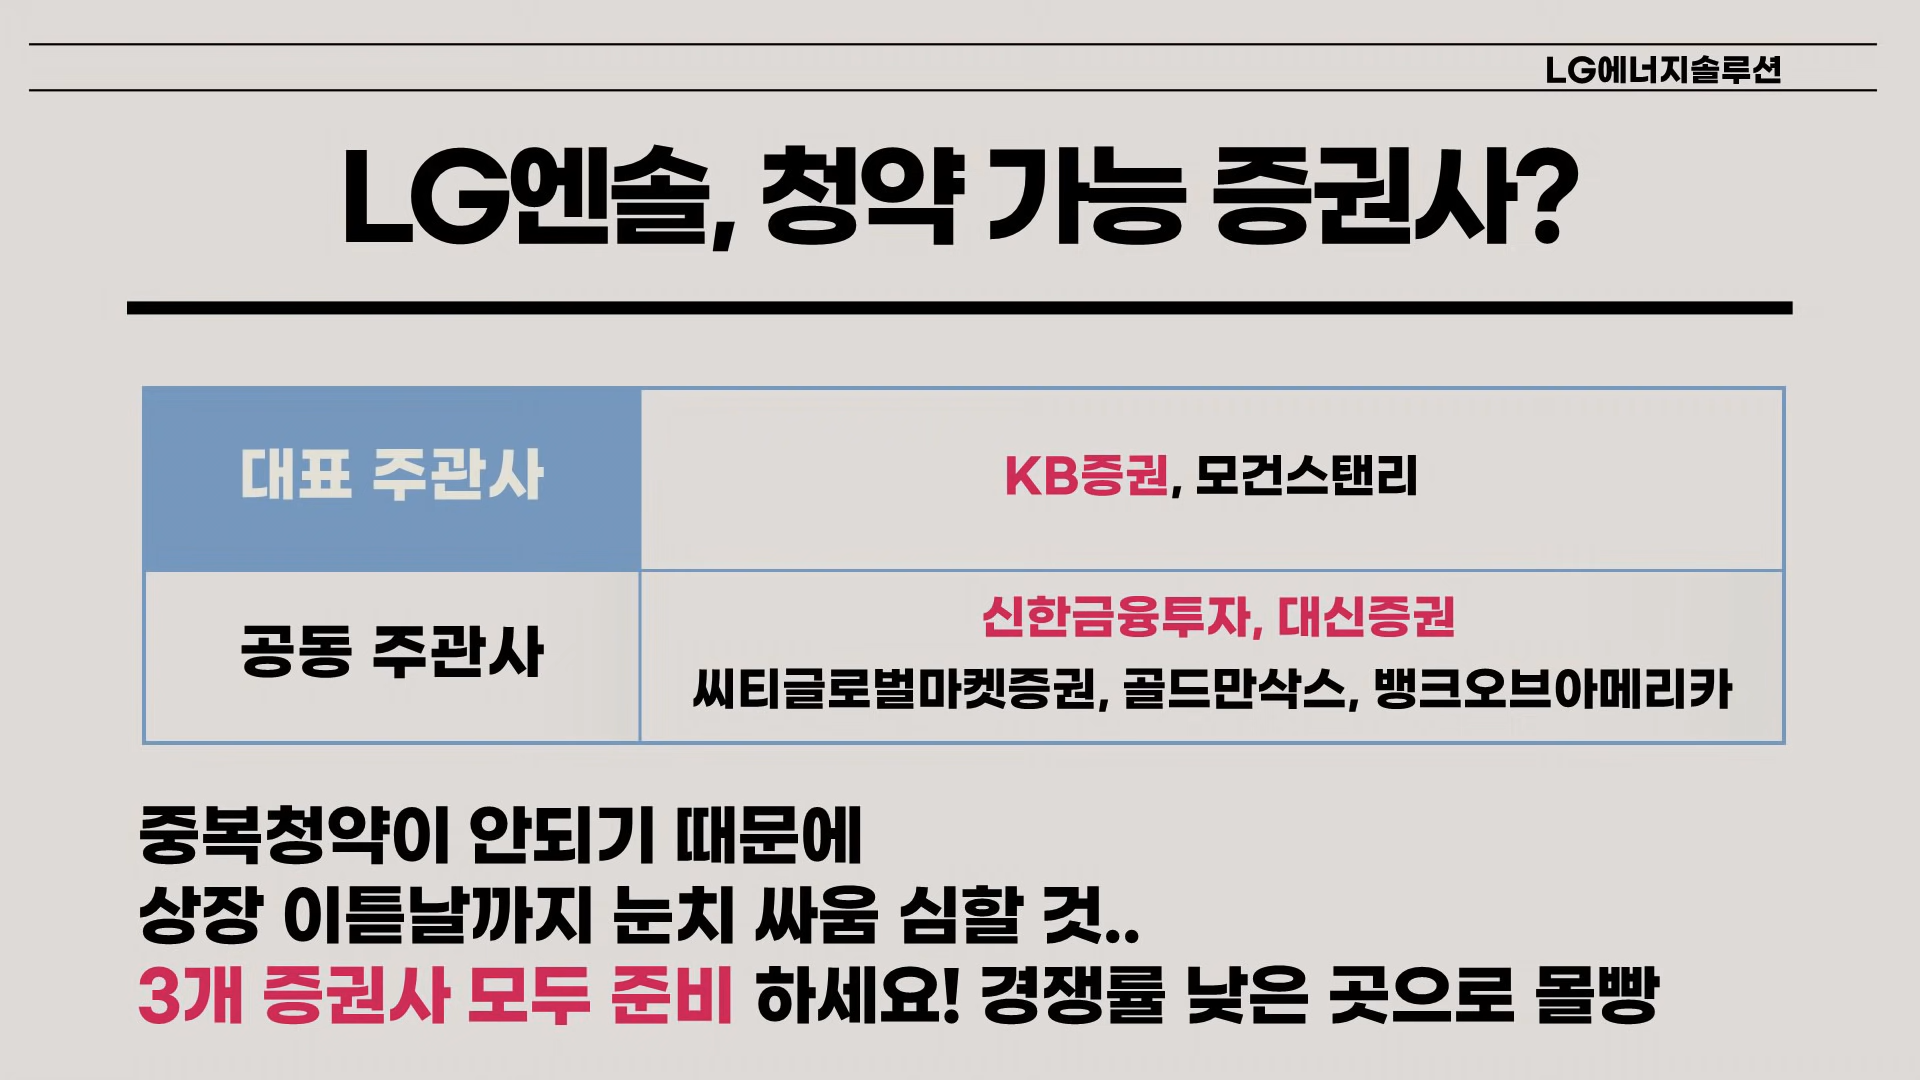 LG에너지솔루션
LG엔솔, 청약 가능 증권사?
대표 주관사
KB증권, 모건스탠리
공동 주관사
신한금융투자, 대신증권
씨티글로벌마켓증권, 골드만삭스, 뱅크오브아메리카
중복청약이 안되기 때문에
상장 이튿날까지 눈치 싸움 심할 것..
3개 증권사 모두 준비 하세요! 경쟁률 낮은 곳으로 몰빵